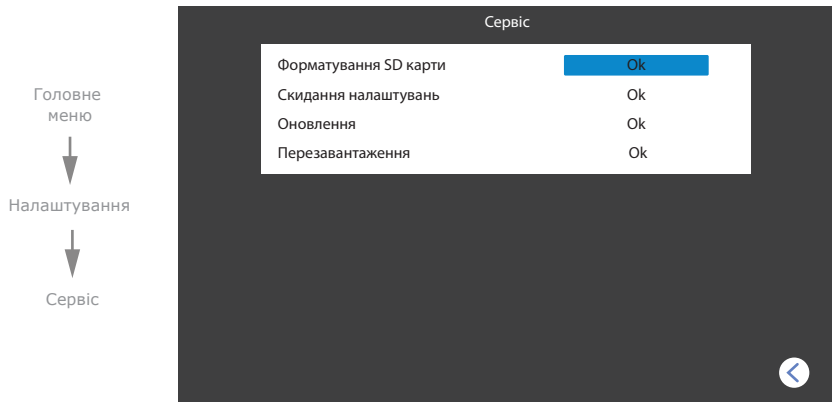 Сервіс
Форматування SD карти Ok
Скидання налаштувань Ok
Оновлення Ok
Перезавантаження Ok
Головне
меню
Налаштування
Сервіс